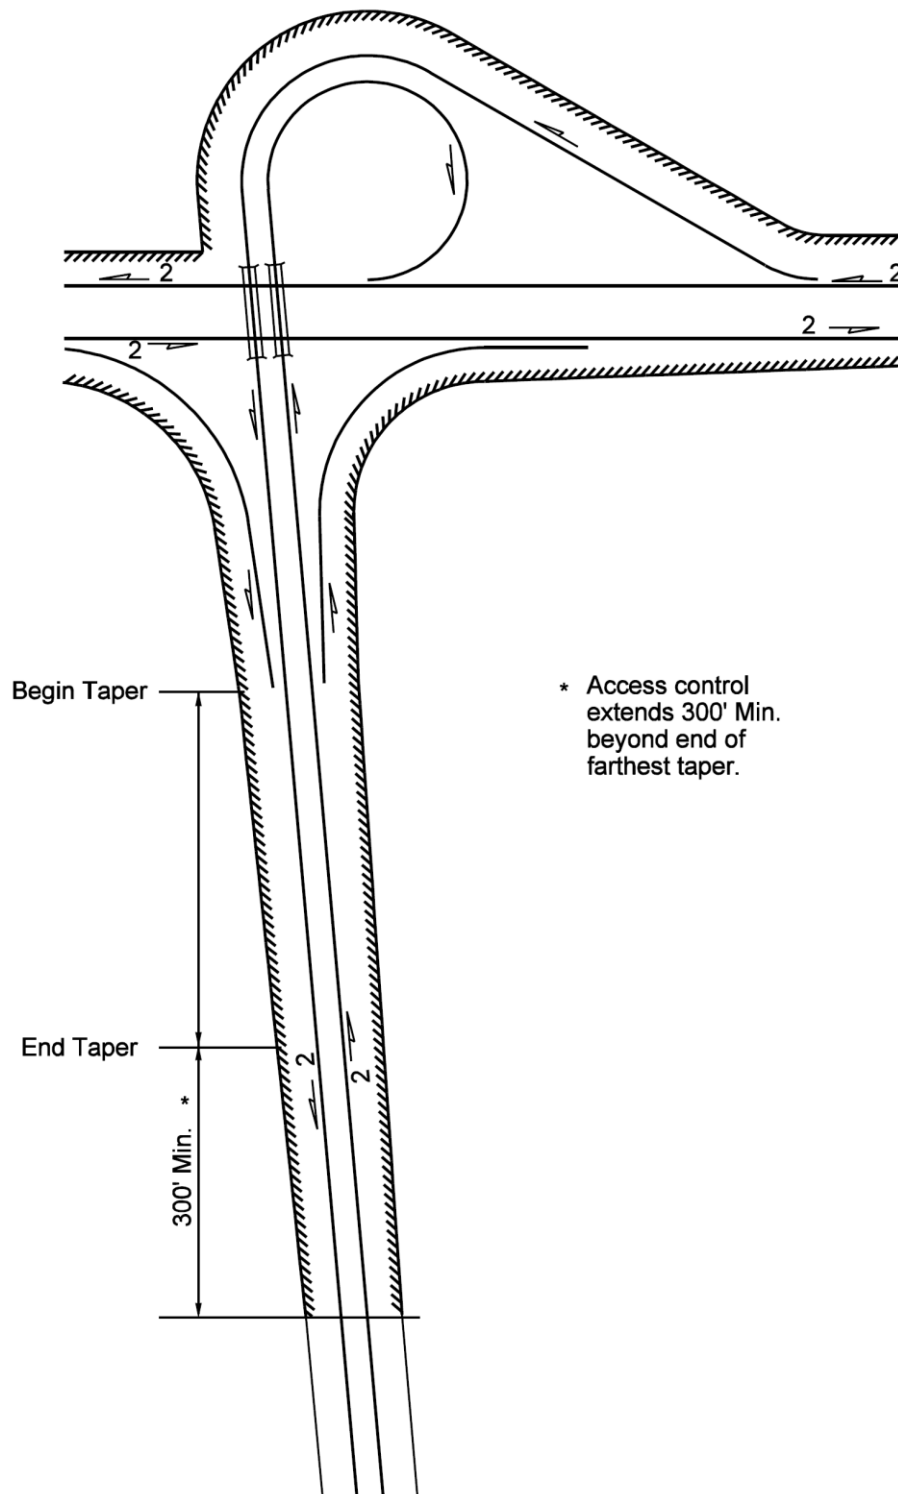 2
2
2
2
Begin Taper
* Access control
extends 300' Min.
beyond end of
farthest taper.
End Taper
2
2
300' Min. *